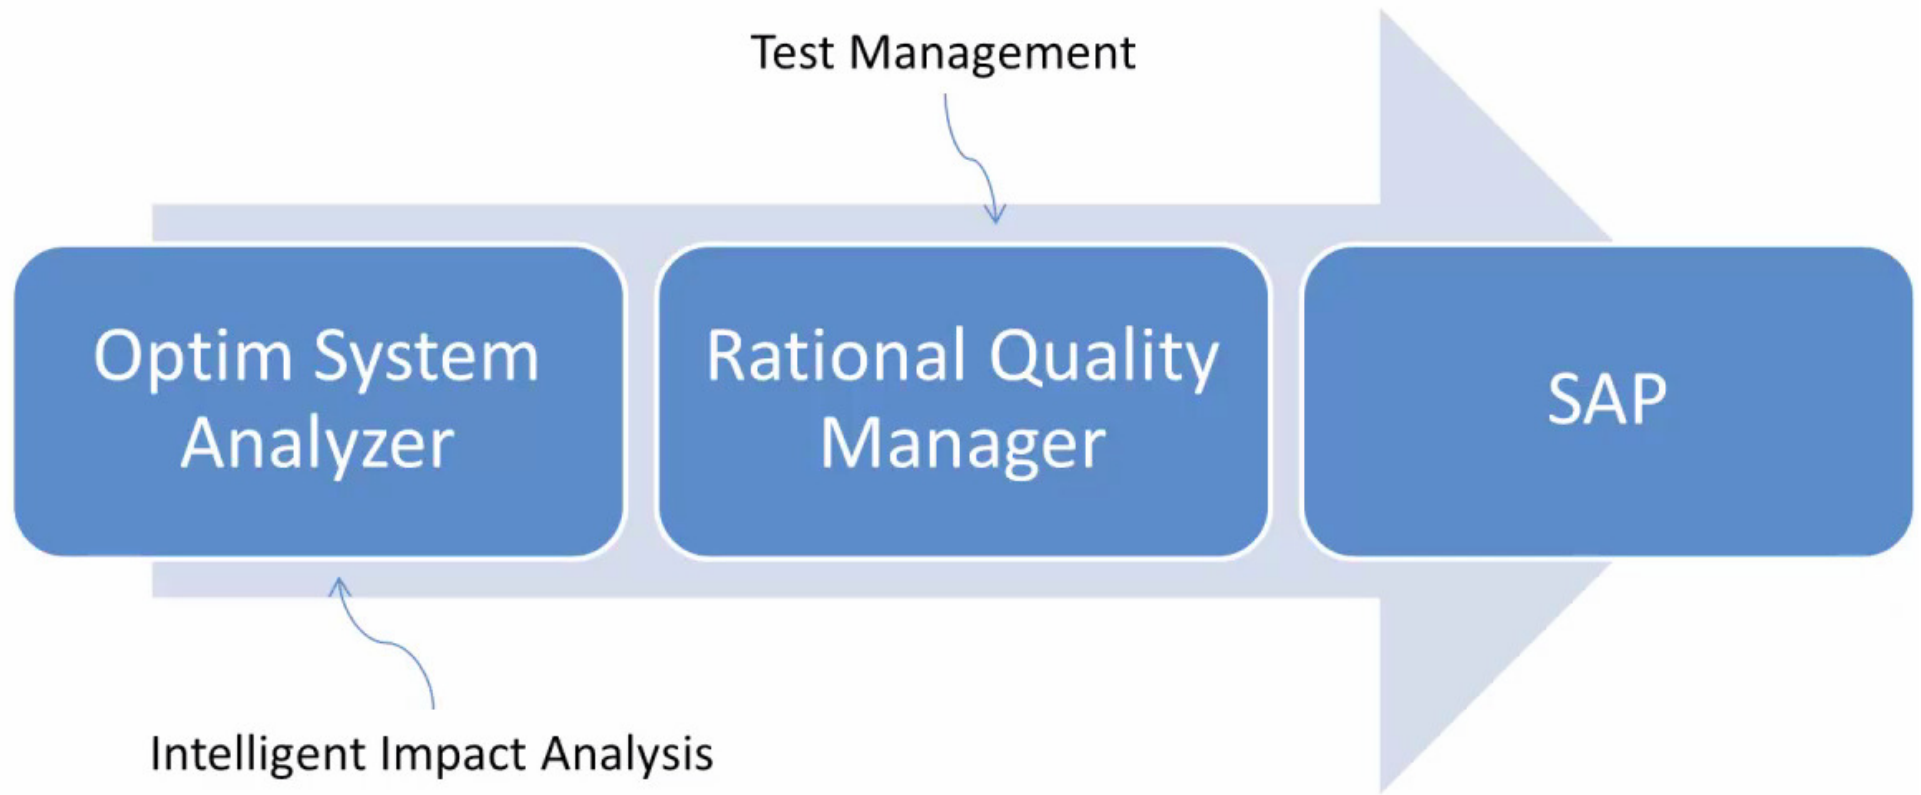 Test Management
Optim System
Analyzer
Rational Quality
Manager
SAP
Intelligent Impact Analysis